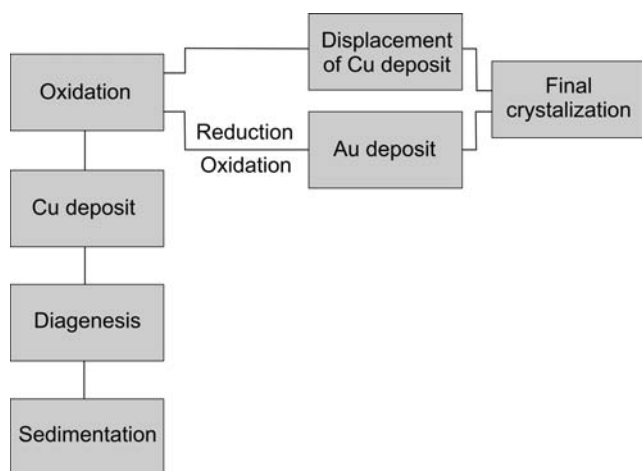 Displacement
of Cu deposit
Oxidation
Final
crystalization
Reduction
Oxidation
Au deposit
Cu deposit
Diagenesis
Sedimentation